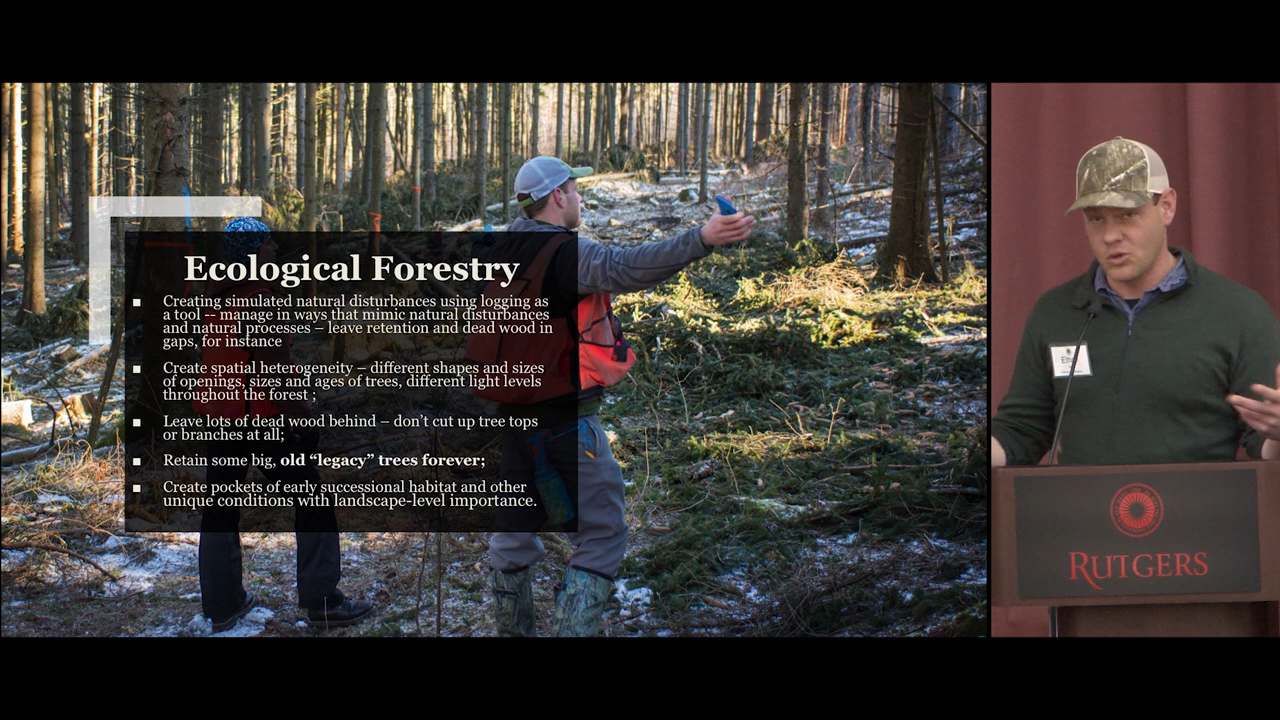 Ecological Forestry
▪ Creating simulated natural disturbances using logging as
a tool -- manage in ways that mimic natural disturbances
and natural processes – leave retention and dead wood in
gaps, for instance
▪ Create spatial heterogeneity – different shapes and sizes
of openings, sizes and ages of trees, different light levels
throughout the forest ;
▪ Leave lots of dead wood behind – don’t cut up tree tops
or branches at all;
▪ Retain some big, old “legacy” trees forever;
▪ Create pockets of early successional habitat and other
unique conditions with landscape-level importance.
RUTGERS